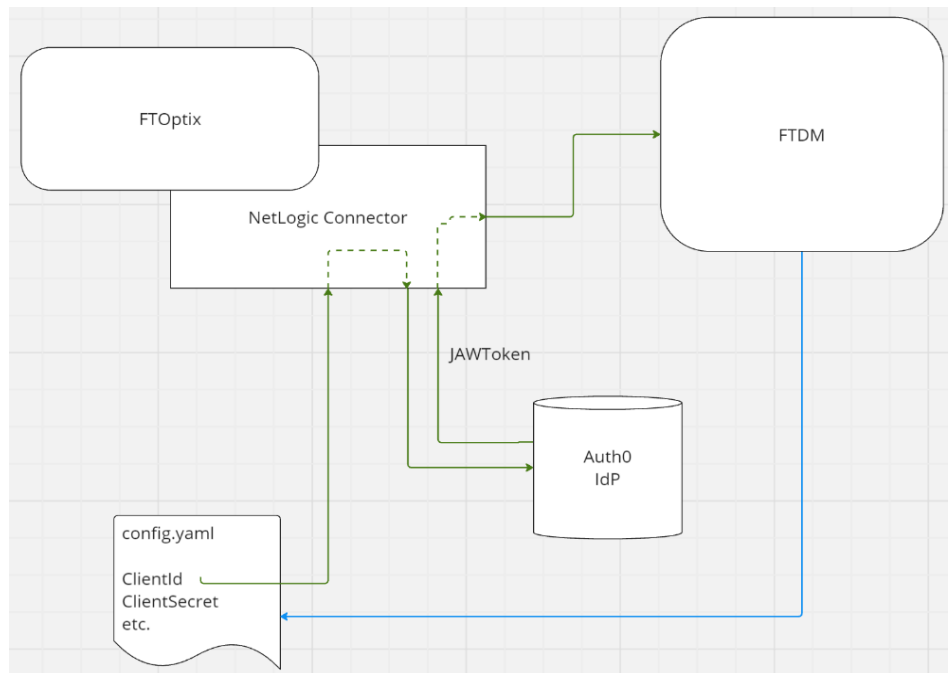 FTOptix
FTDM
NetLogic Connector
JAWToken
Auth0
IdP
config.yaml
ClientId
ClientSecret
etc.